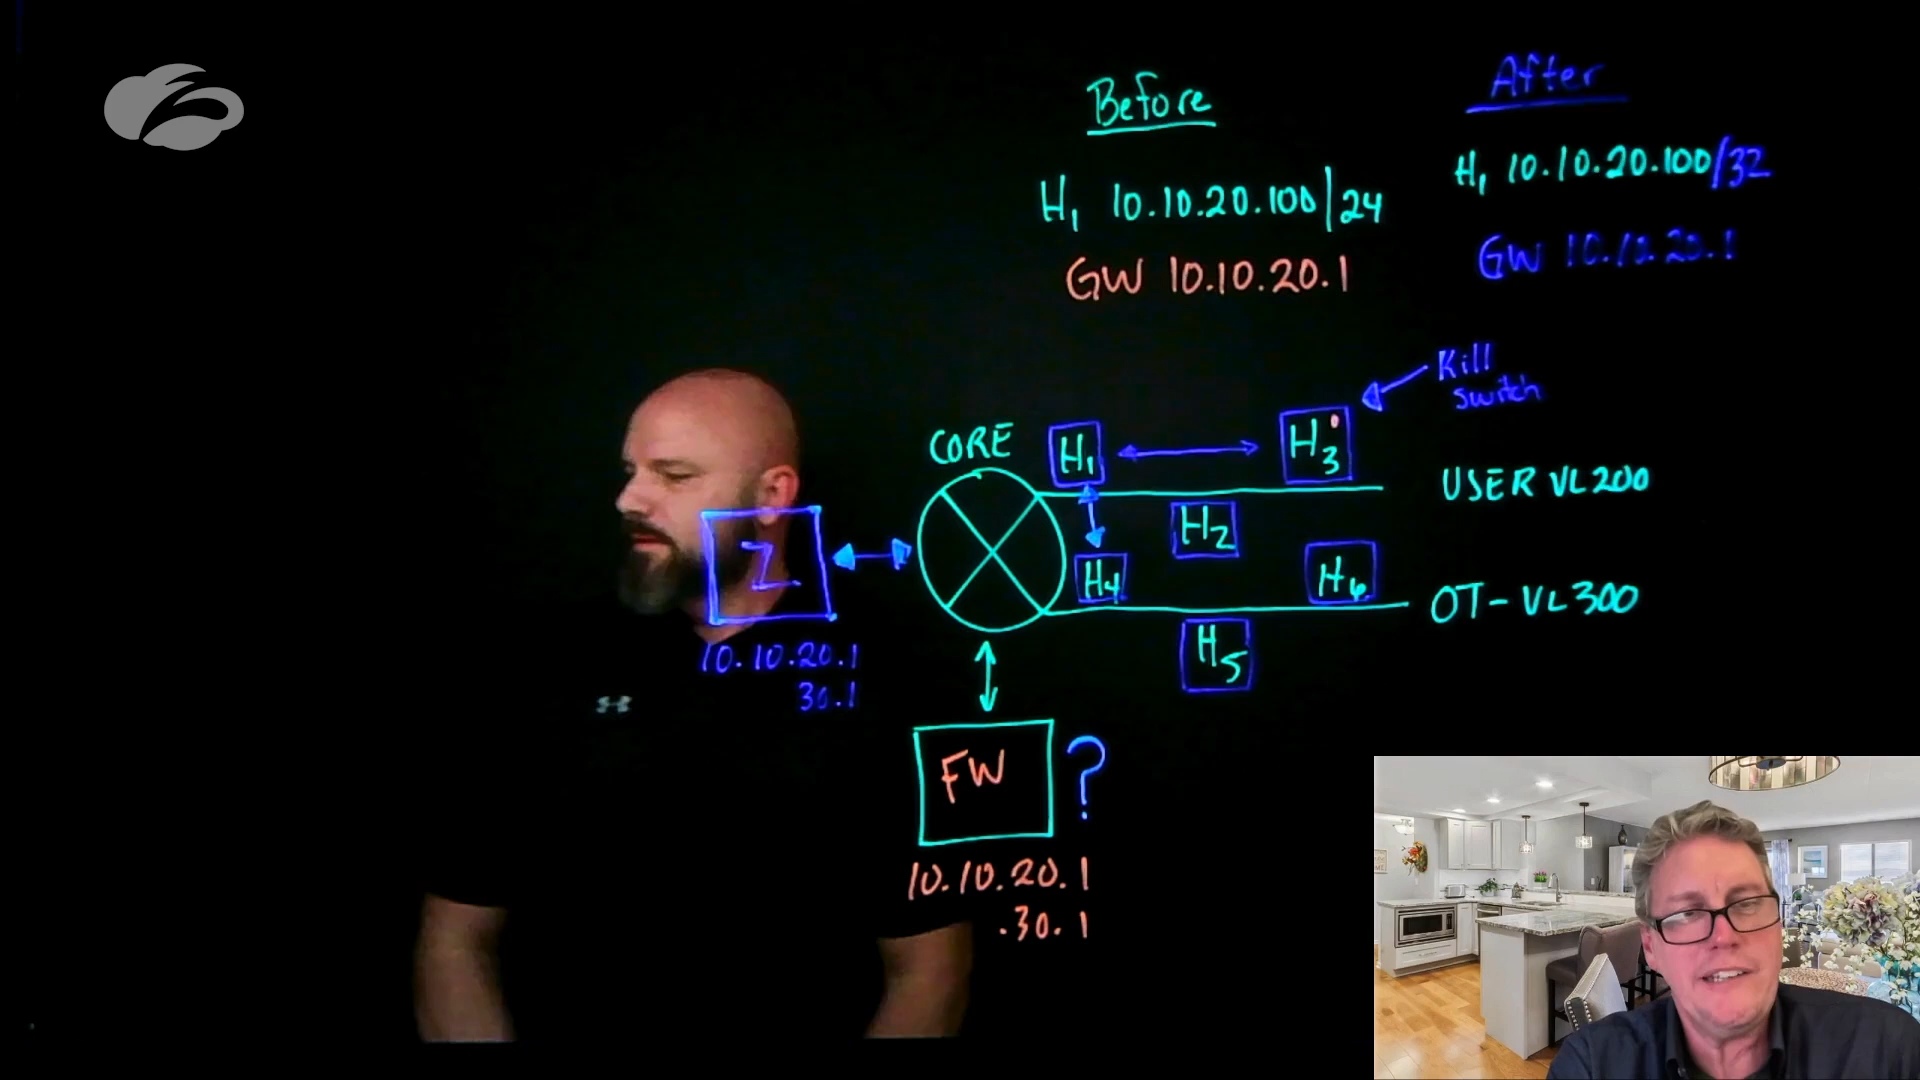 Before
H1 10.10.20.100/24
GW 10.10.20.1
After
H1 10.10.20.100/32
GW 10.10.20.1
Kill
switch
CORE
H1
H3
USER VL200
H2
Z
H4
H6
OT-VL300
10.10.20.1
30.1
H5
FW ?
10.10.20.1
.30.1